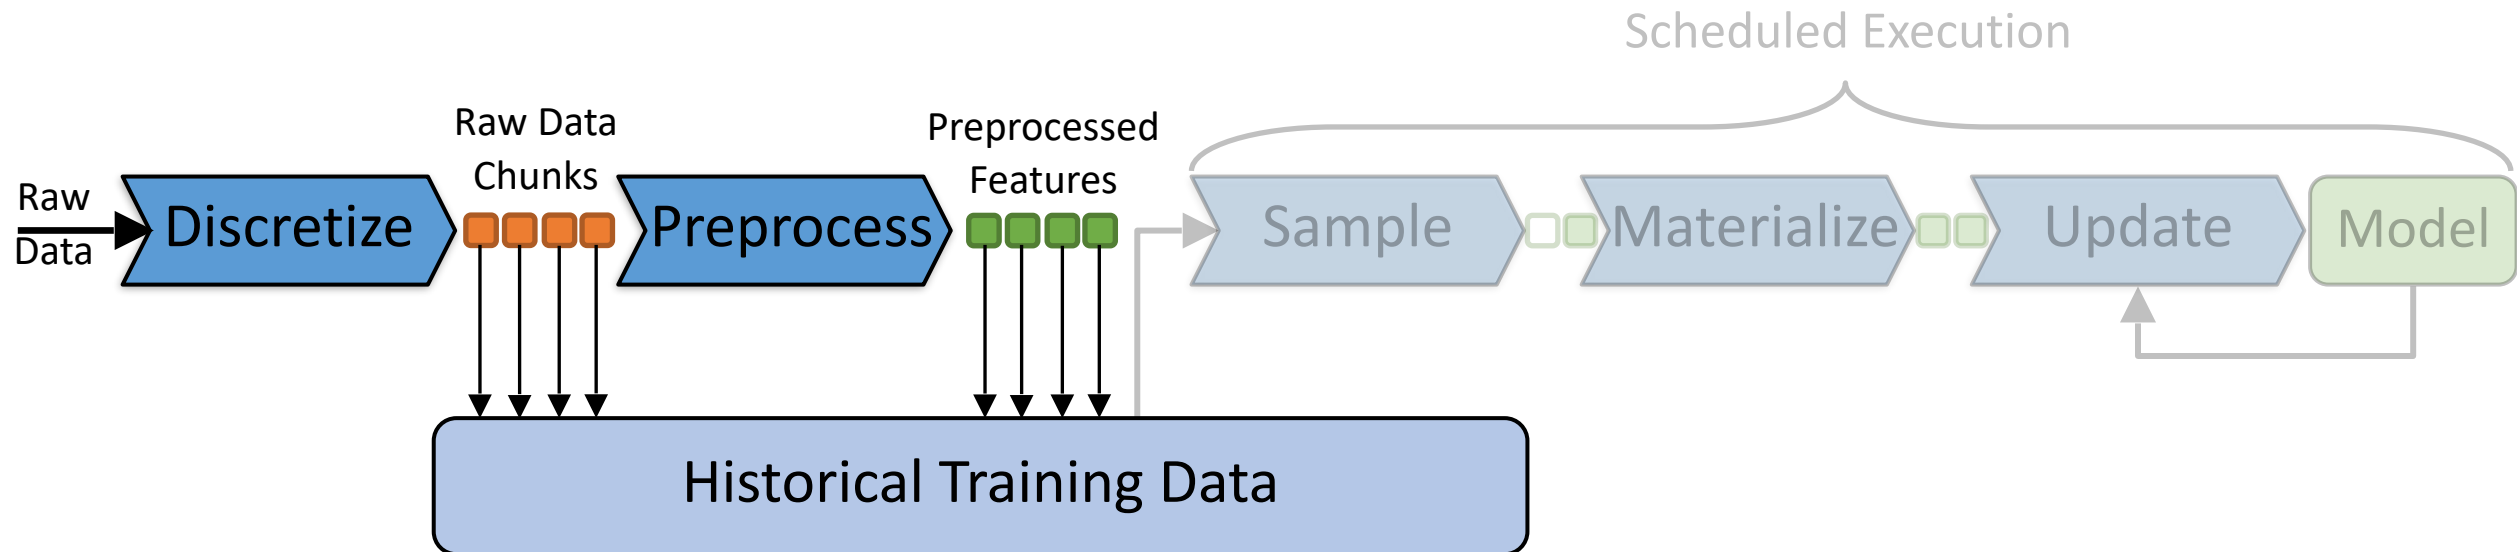 Scheduled Execution
Raw Data
Chunks
Preprocessed
Features
Raw
Data
Discretize
Preprocess
Sample
Materialize
Update
Model
Historical Training Data